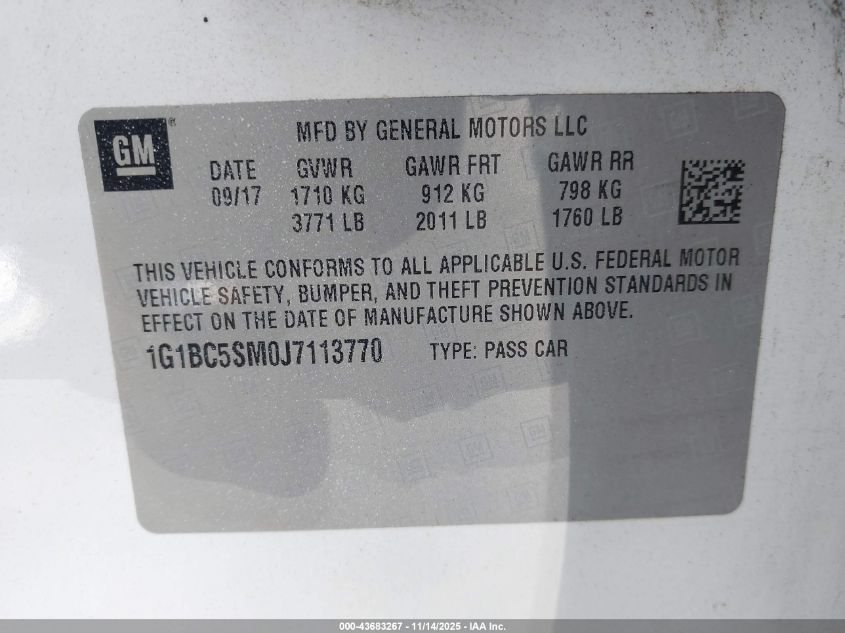 GM
MFD BY GENERAL MOTORS LLC
DATE GVWR GAWR FRT GAWR RR
09/17 1710 KG 912 KG 798 KG
3771 LB 2011 LB 1760 LB
THIS VEHICLE CONFORMS TO ALL APPLICABLE U.S. FEDERAL MOTOR
VEHICLE SAFETY, BUMPER, AND THEFT PREVENTION STANDARDS IN
EFFECT ON THE DATE OF MANUFACTURE SHOWN ABOVE.
1G1BC5SM0J7113770 TYPE: PASS CAR
000-43683267 - 11/14/2025 - IAA Inc.